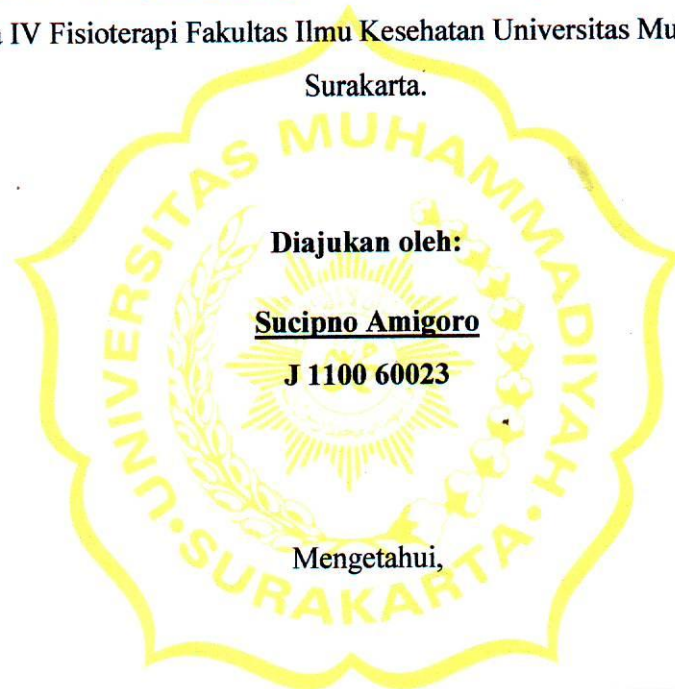 IV Fisioterapi Fakultas Ilmu Kesehatan Universitas
Surakarta.
UNIVERSITAS MUHAMMADIYAH
SURAKARTA
Diajukan oleh:
Sucipno Amigoro
J 1100 60023
Mengetahui,